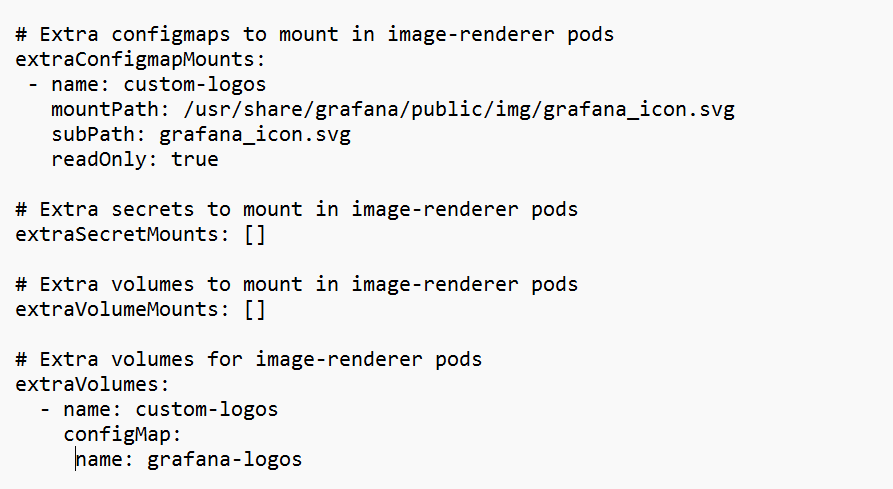 # Extra configmaps to mount in image-renderer pods
extraConfigmapMounts:
 - name: custom-logos
   mountPath: /usr/share/grafana/public/img/grafana_icon.svg
   subPath: grafana_icon.svg
   readOnly: true

# Extra secrets to mount in image-renderer pods
extraSecretMounts: []

# Extra volumes to mount in image-renderer pods
extraVolumeMounts: []

# Extra volumes for image-renderer pods
extraVolumes:
  - name: custom-logos
    configMap:
     name: grafana-logos